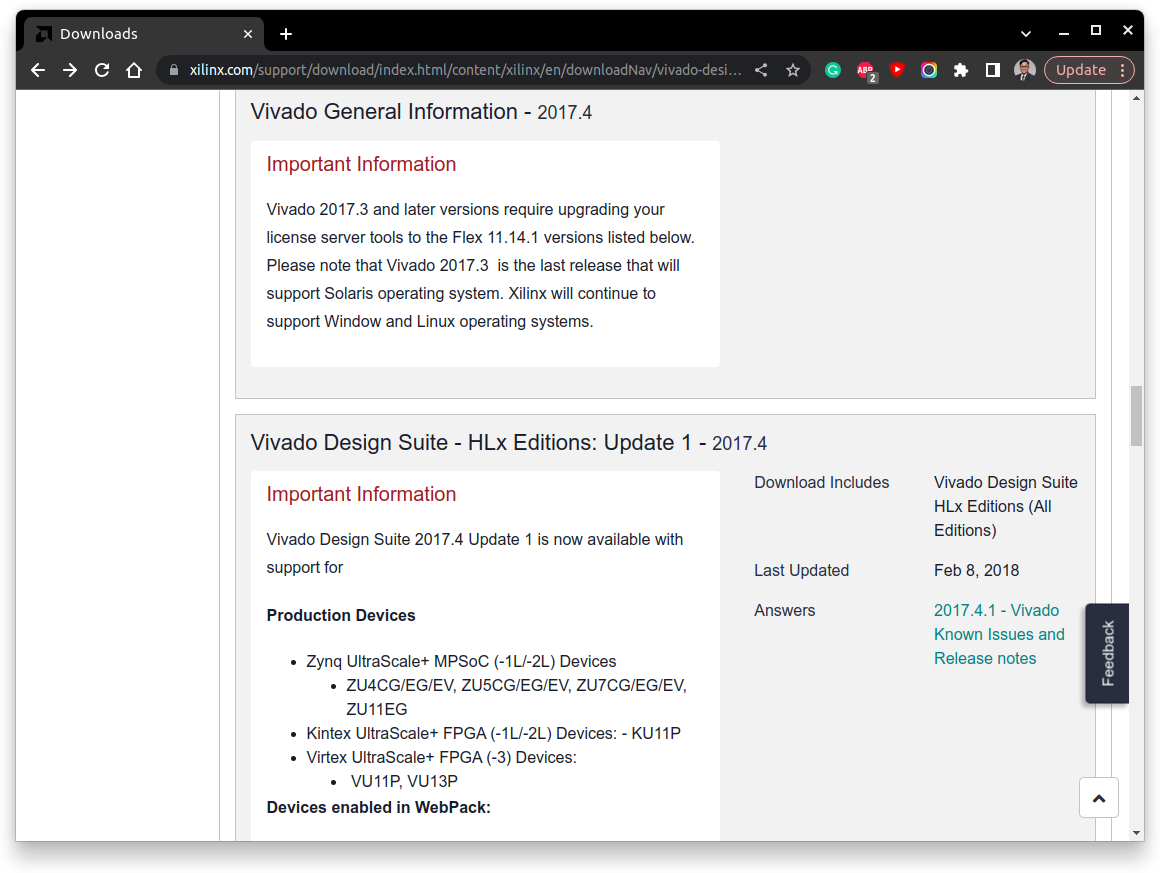 Downloads
xilinx.com/support/download/index.html/content/xilinx/en/downloadNav/vivado-desi...
ABP
2
Update
Vivado General Information - 2017.4
Important Information
Vivado 2017.3 and later versions require upgrading your
license server tools to the Flex 11.14.1 versions listed below.
Please note that Vivado 2017.3  is the last release that will
support Solaris operating system. Xilinx will continue to
support Window and Linux operating systems.
Vivado Design Suite - HLx Editions: Update 1 - 2017.4
Important Information
Vivado Design Suite 2017.4 Update 1 is now available with
support for
Production Devices
• Zynq UltraScale+ MPSoC (-1L/-2L) Devices
• ZU4CG/EG/EV, ZU5CG/EG/EV, ZU7CG/EG/EV,
ZU11EG
• Kintex UltraScale+ FPGA (-1L/-2L) Devices: - KU11P
• Virtex UltraScale+ FPGA (-3) Devices:
• VU11P, VU13P
Devices enabled in WebPack:
Download Includes
Vivado Design Suite
HLx Editions (All
Editions)
Last Updated
Feb 8, 2018
Answers
2017.4.1 - Vivado
Known Issues and
Release notes
Feedback